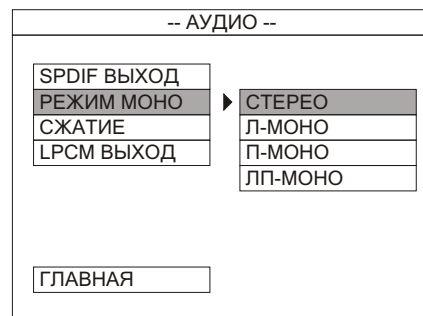 -- АУДИО --
SPDIF ВЫХОД
РЕЖИМ МОНО
СЖАТИЕ
LPCM ВЫХОД
СТЕРЕО
Л-МОНО
П-МОНО
ЛП-МОНО
ГЛАВНАЯ